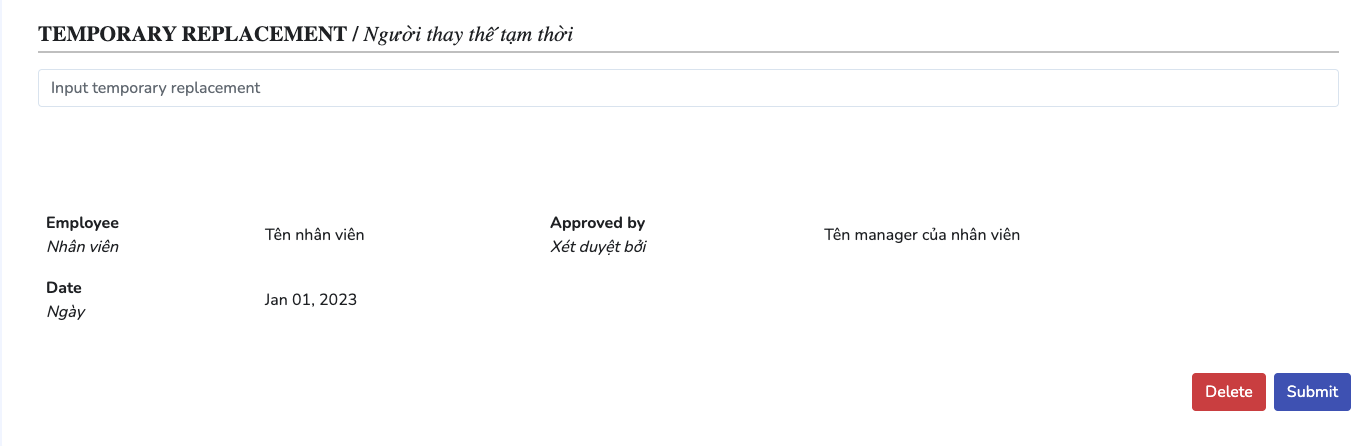 TEMPORARY REPLACEMENT / Người thay thế tạm thời
Input temporary replacement
Employee
Nhân viên
Tên nhân viên
Approved by
Xét duyệt bởi
Tên manager của nhân viên
Date
Ngày
Jan 01, 2023
Delete
Submit